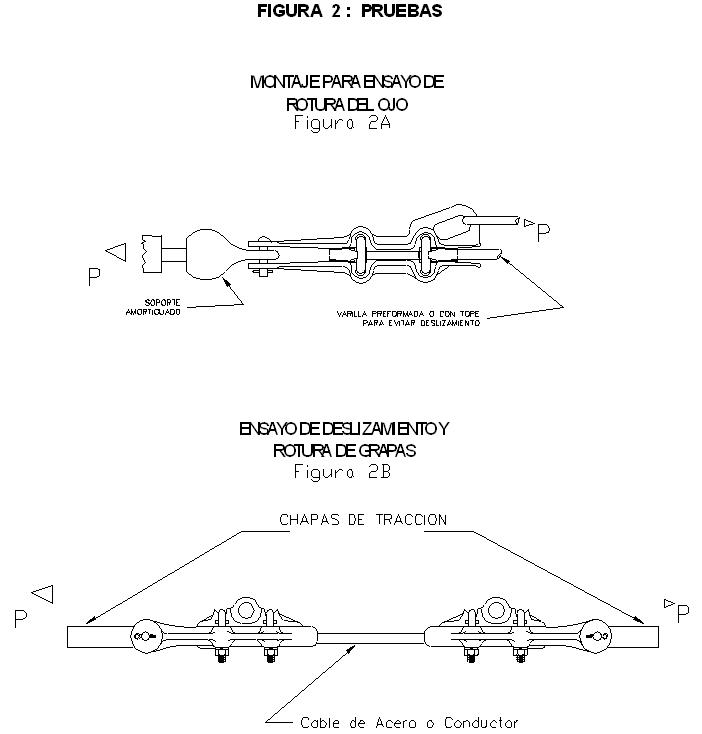 FIGURA 2 : PRUEBAS
MONTAJE PARA ENSAYO DE
ROTURA DEL OJO
Figura 2A
P
P
SOPORTE
AMORTIGUADO
VARILLA PREFORMADA O CON TOPE
PARA EVITAR DESLIZAMIENTO
ENSAYO DE DESLIZAMIENTO Y
ROTURA DE GRAPAS
Figura 2B
CHAPAS DE TRACCION
P
P
Cable de Acero o Conductor